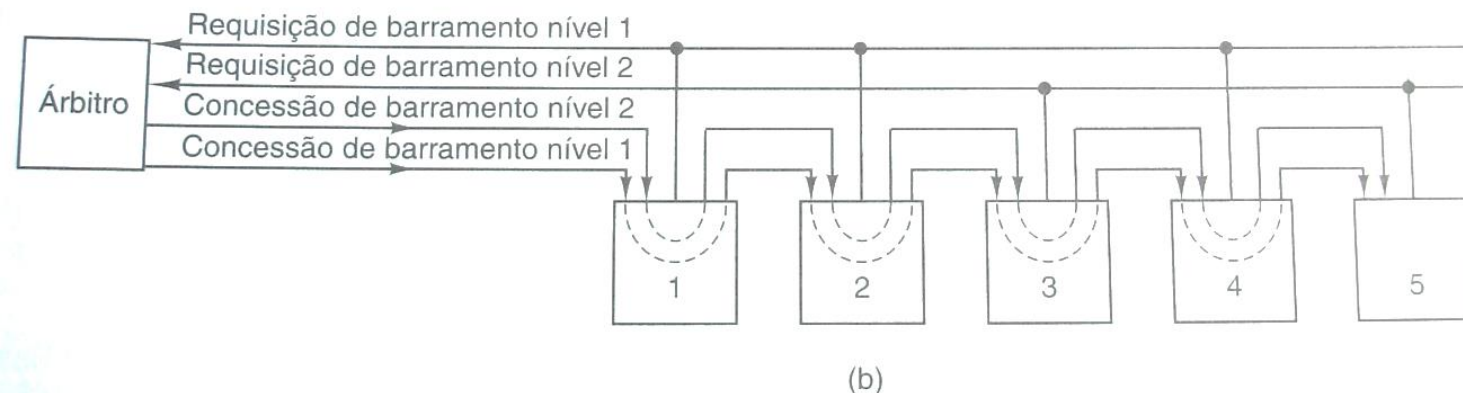 Requisição de barramento nível 1
Requisição de barramento nível 2
Árbitro
Concessão de barramento nível 2
Concessão de barramento nível 1
1 2 3 4 5
(b)